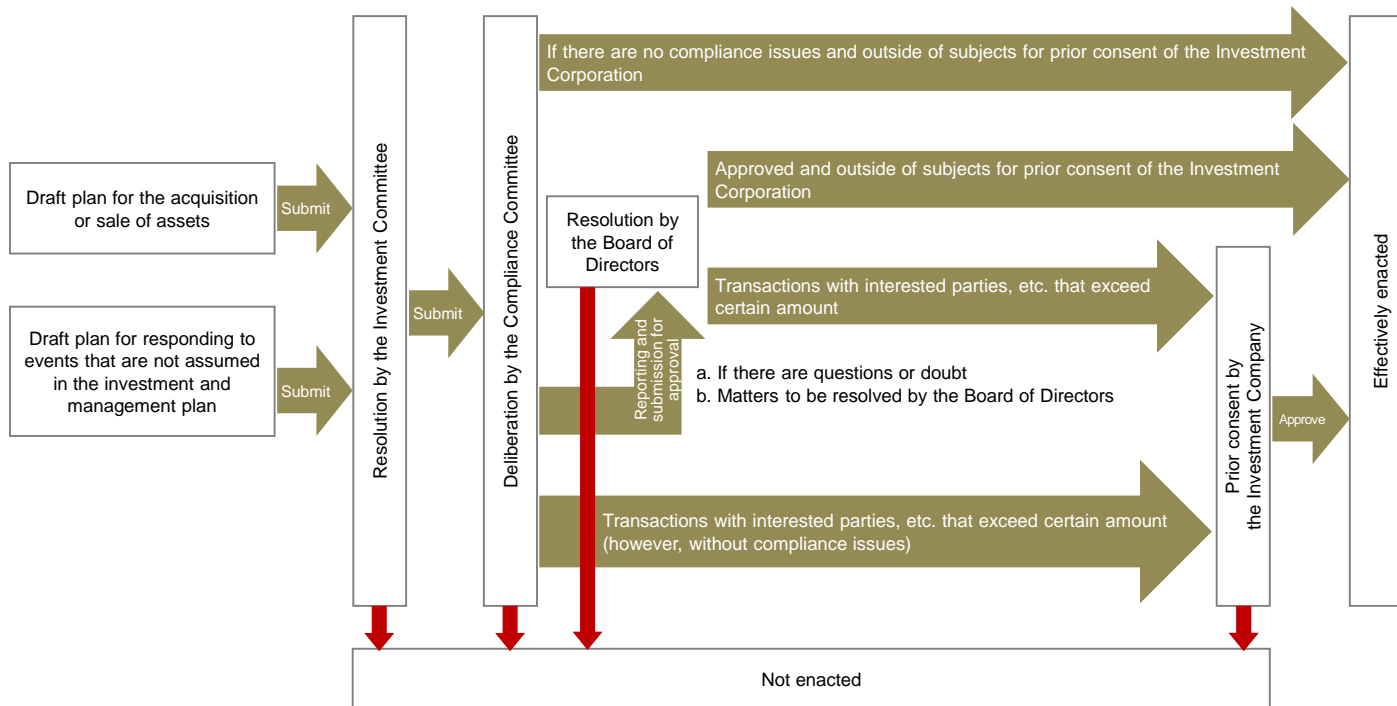 Draft plan for the acquisition
or sale of assets
Submit
Draft plan for responding to
events that are not assumed
in the investment and
management plan
Submit
Resolution by the Investment Committee
Submit
Deliberation by the Compliance Committee
If there are no compliance issues and outside of subjects for prior consent of the Investment
Corporation
Approved and outside of subjects for prior consent of the Investment
Corporation
Resolution by
the Board of
Directors
Transactions with interested parties, etc. that exceed
certain amount
Reporting and
submission for
approval
a. If there are questions or doubt
b. Matters to be resolved by the Board of Directors
Transactions with interested parties, etc. that exceed certain amount
(however, without compliance issues)
Prior consent by
the Investment Company
Approve
Effectively enacted
Not enacted